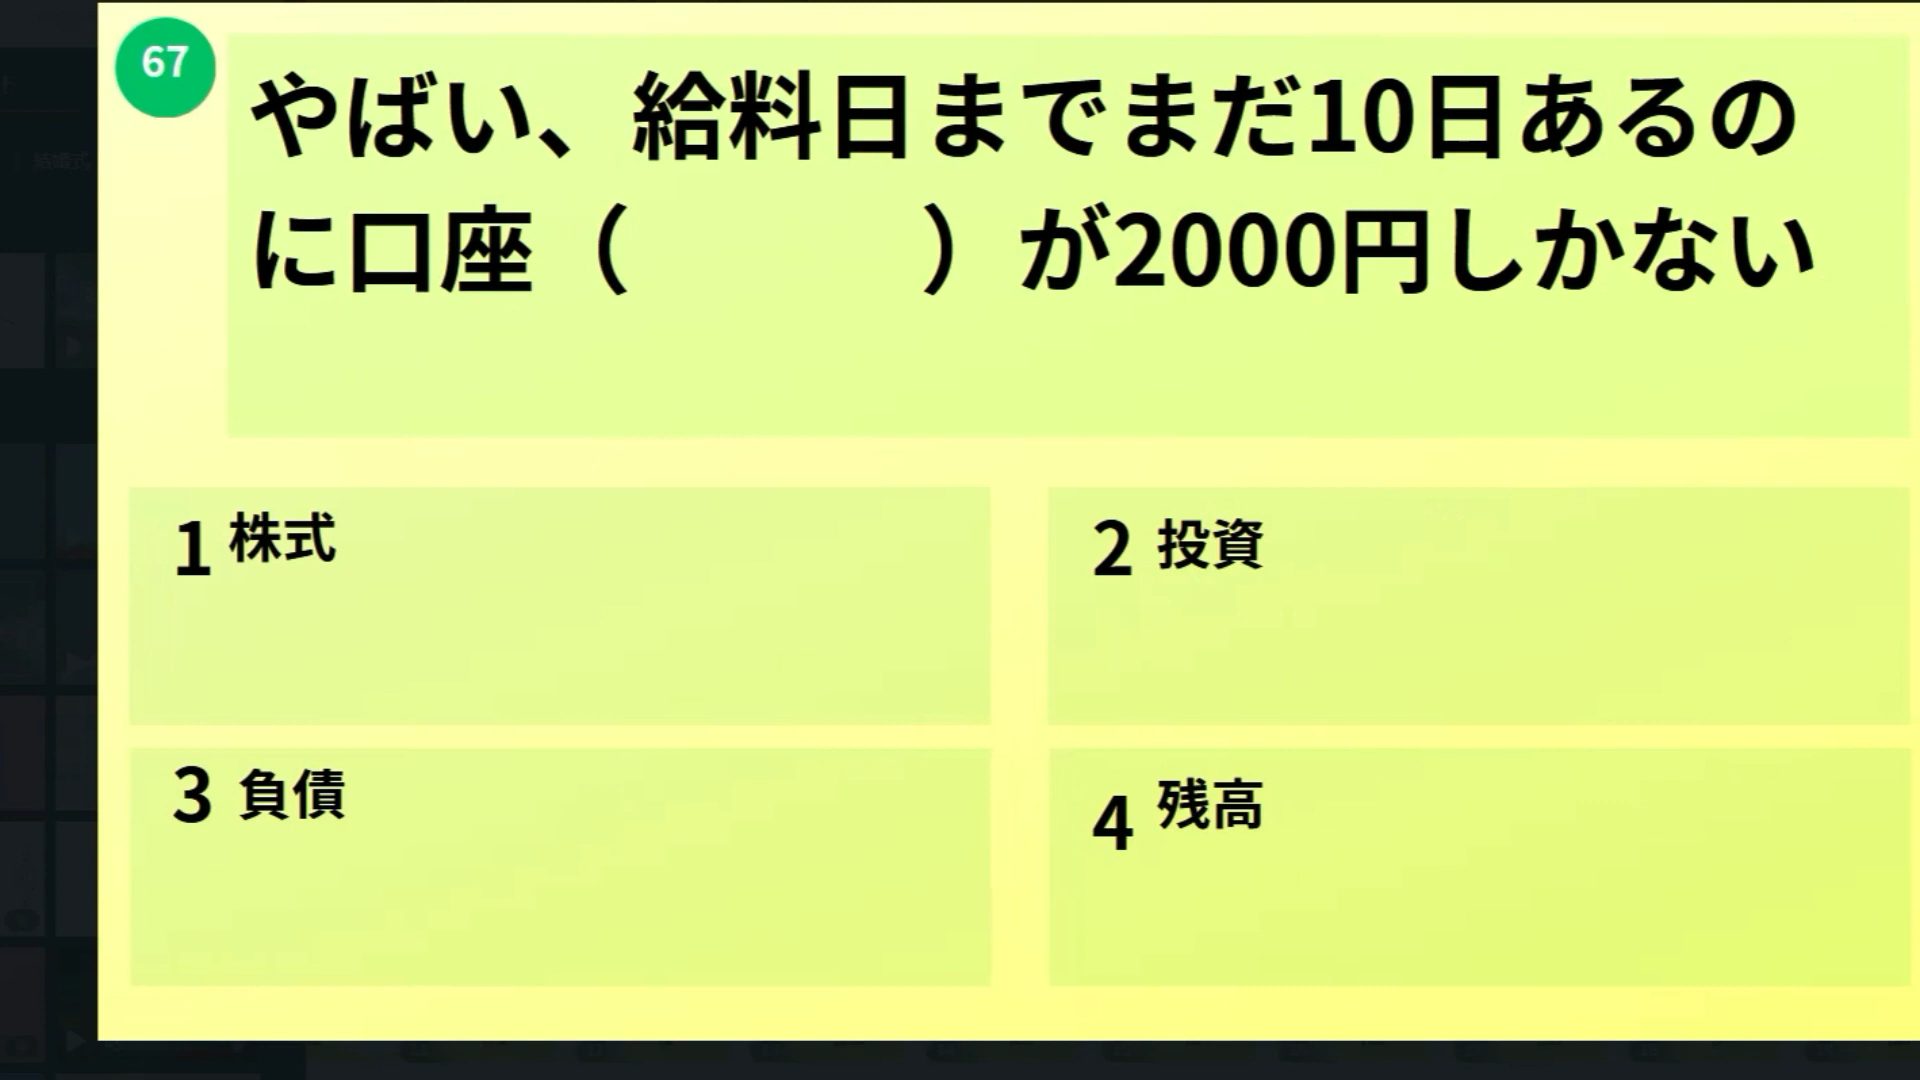 67
やばい、給料日までまだ10日あるの
に口座（　　　）が2000円しかない
1 株式
2 投資
3 負債
4 残高